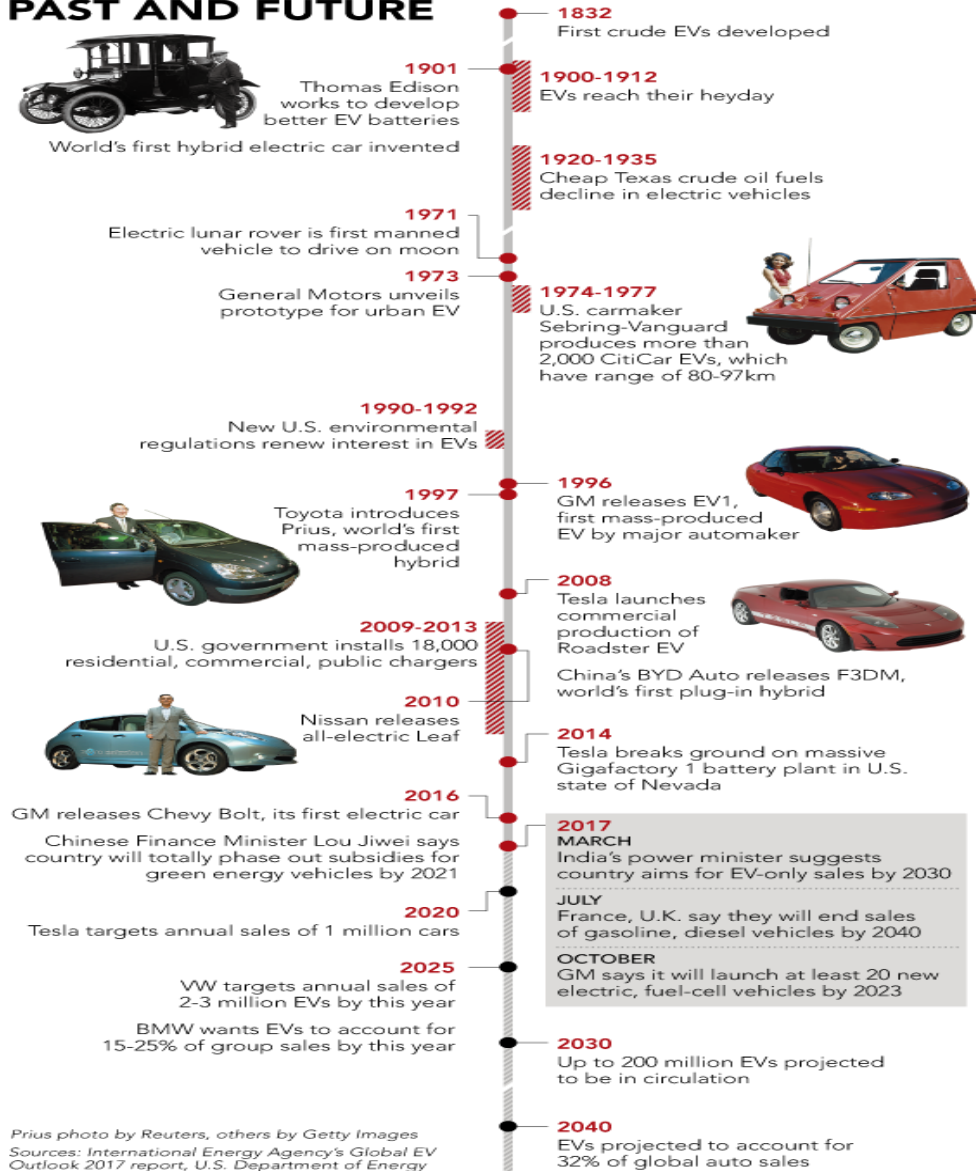 PAST AND FUTURE
1832
First crude EVs developed
1901
Thomas Edison
works to develop
better EV batteries
World's first hybrid electric car invented
1900-1912
EVs reach their heyday
1920-1935
Cheap Texas crude oil fuels
decline in electric vehicles
1971
Electric lunar rover is first manned
vehicle to drive on moon
1973
General Motors unveils
prototype for urban EV
1974-1977
U.S. carmaker
Sebring-Vanguard
produces more than
2,000 CitiCar EVs, which
have range of 80-97km
1990-1992
New U.S. environmental
regulations renew interest in EVs
1996
GM releases EV1,
first mass-produced
EV by major automaker
1997
Toyota introduces
Prius, world's first
mass-produced
hybrid
2008
Tesla launches
commercial
production of
Roadster EV
China's BYD Auto releases F3DM,
world's first plug-in hybrid
2009-2013
U.S. government installs 18,000
residential, commercial, public chargers
2010
Nissan releases
all-electric Leaf
2014
Tesla breaks ground on massive
Gigafactory 1 battery plant in U.S.
state of Nevada
2016
GM releases Chevy Bolt, its first electric car
Chinese Finance Minister Lou Jiwei says
country will totally phase out subsidies for
green energy vehicles by 2021
2017
MARCH
India's power minister suggests
country aims for EV-only sales by 2030
JULY
France, U.K. say they will end sales
of gasoline, diesel vehicles by 2040
OCTOBER
GM says it will launch at least 20 new
electric, fuel-cell vehicles by 2023
2020
Tesla targets annual sales of 1 million cars
2025
VW targets annual sales of
2-3 million EVs by this year
BMW wants EVs to account for
15-25% of group sales by this year
2030
Up to 200 million EVs projected
to be in circulation
2040
EVs projected to account for
32% of global auto sales
Prius photo by Reuters, others by Getty Images
Sources: International Energy Agency's Global EV
Outlook 2017 report, U.S. Department of Energy